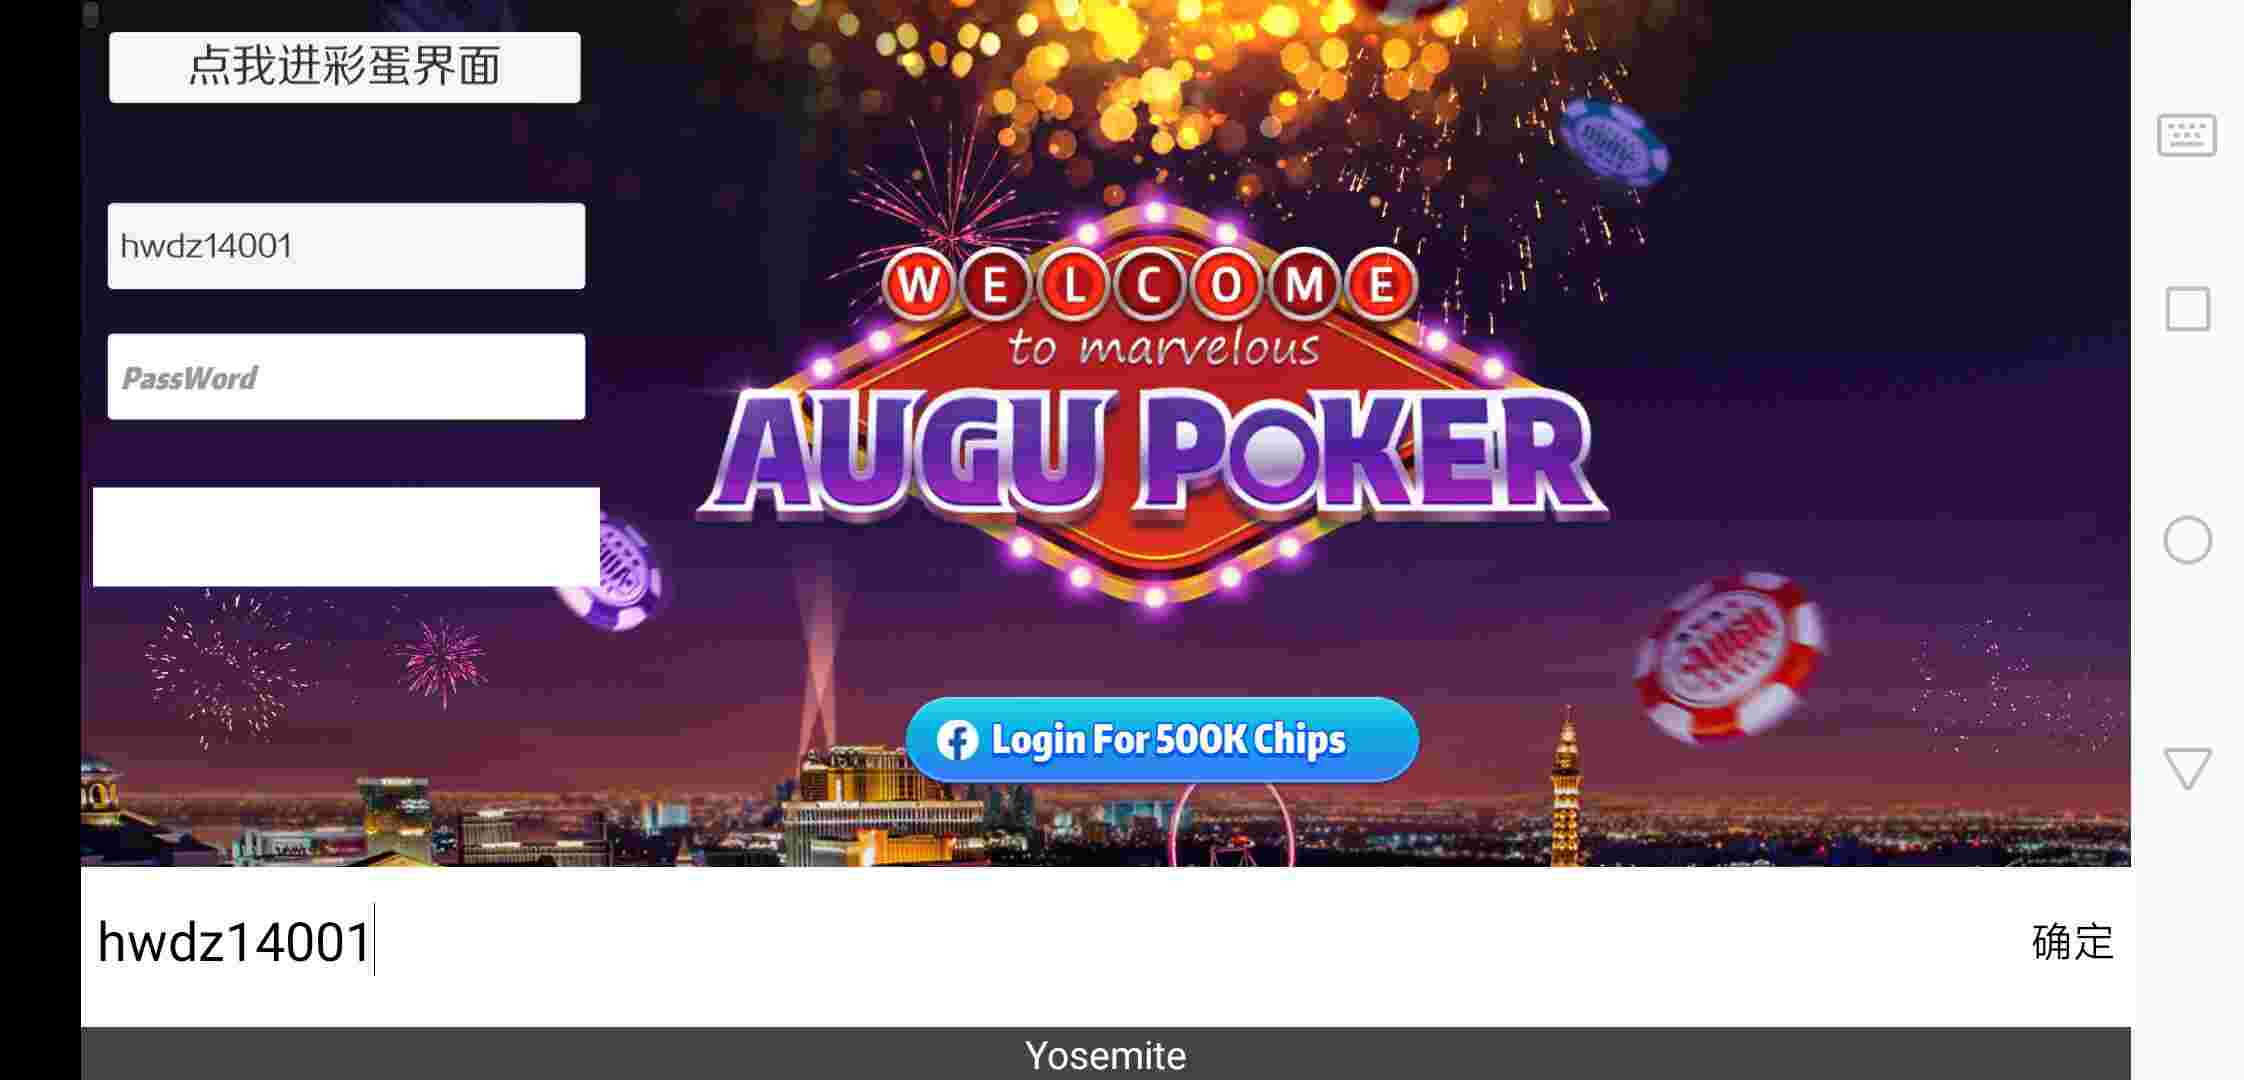 点我进彩蛋界面
hwdz14001
PassWord
WELCOME
to marvelous
AUGU POKER
Login For 500K Chips
hwdz14001
确定
Yosemite